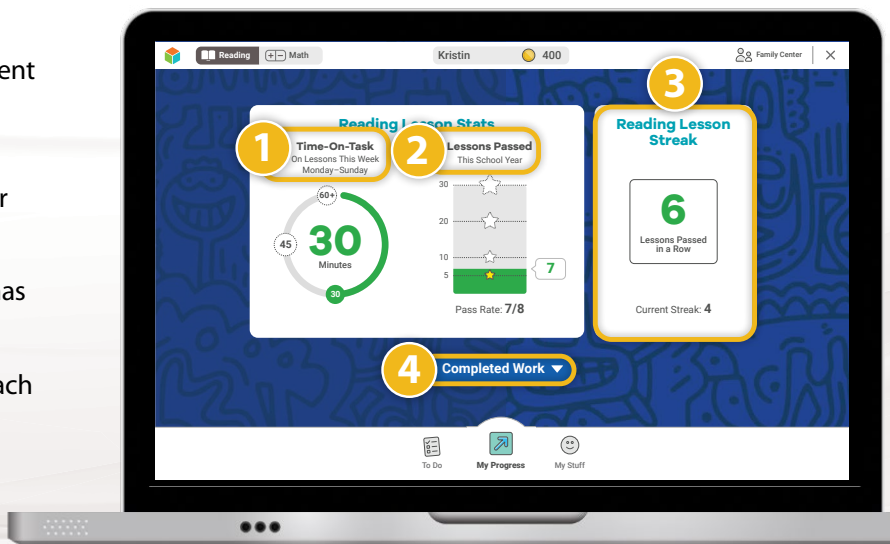 ent
r
as
ach
Reading
Math
Kristin
400
Family Center
3
Reading Lesson Stats
1
Time-On-Task
On Lessons This Week
Monday–Sunday
60+
45
30
Minutes
30
2
Lessons Passed
This School Year
30
20
10
5
7
Pass Rate: 7/8
Reading Lesson
Streak
6
Lessons Passed
in a Row
Current Streak: 4
4
Completed Work
To Do
My Progress
My Stuff